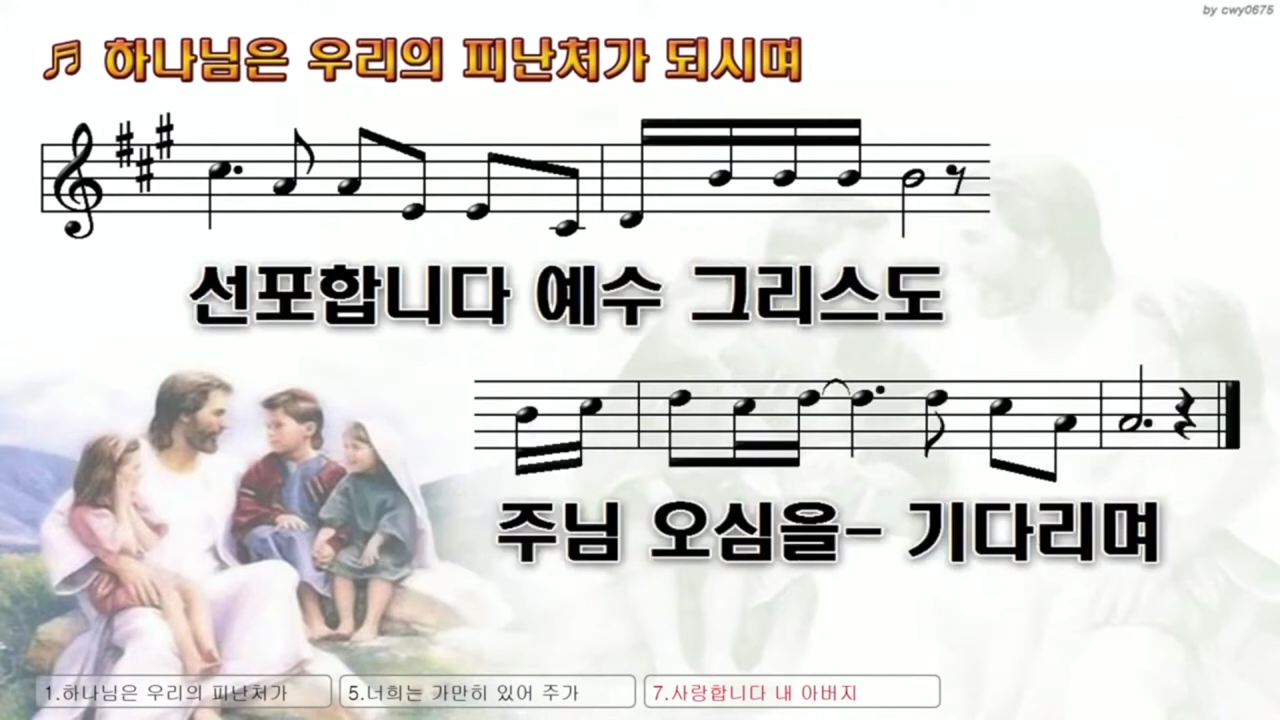 by cwy0675
♬ 하나님은 우리의 피난처가 되시며
선포합니다 예수 그리스도
주님 오심을- 기다리며
1.하나님은 우리의 피난처가
5.너희는 가만히 있어 주가
7.사랑합니다 내 아버지